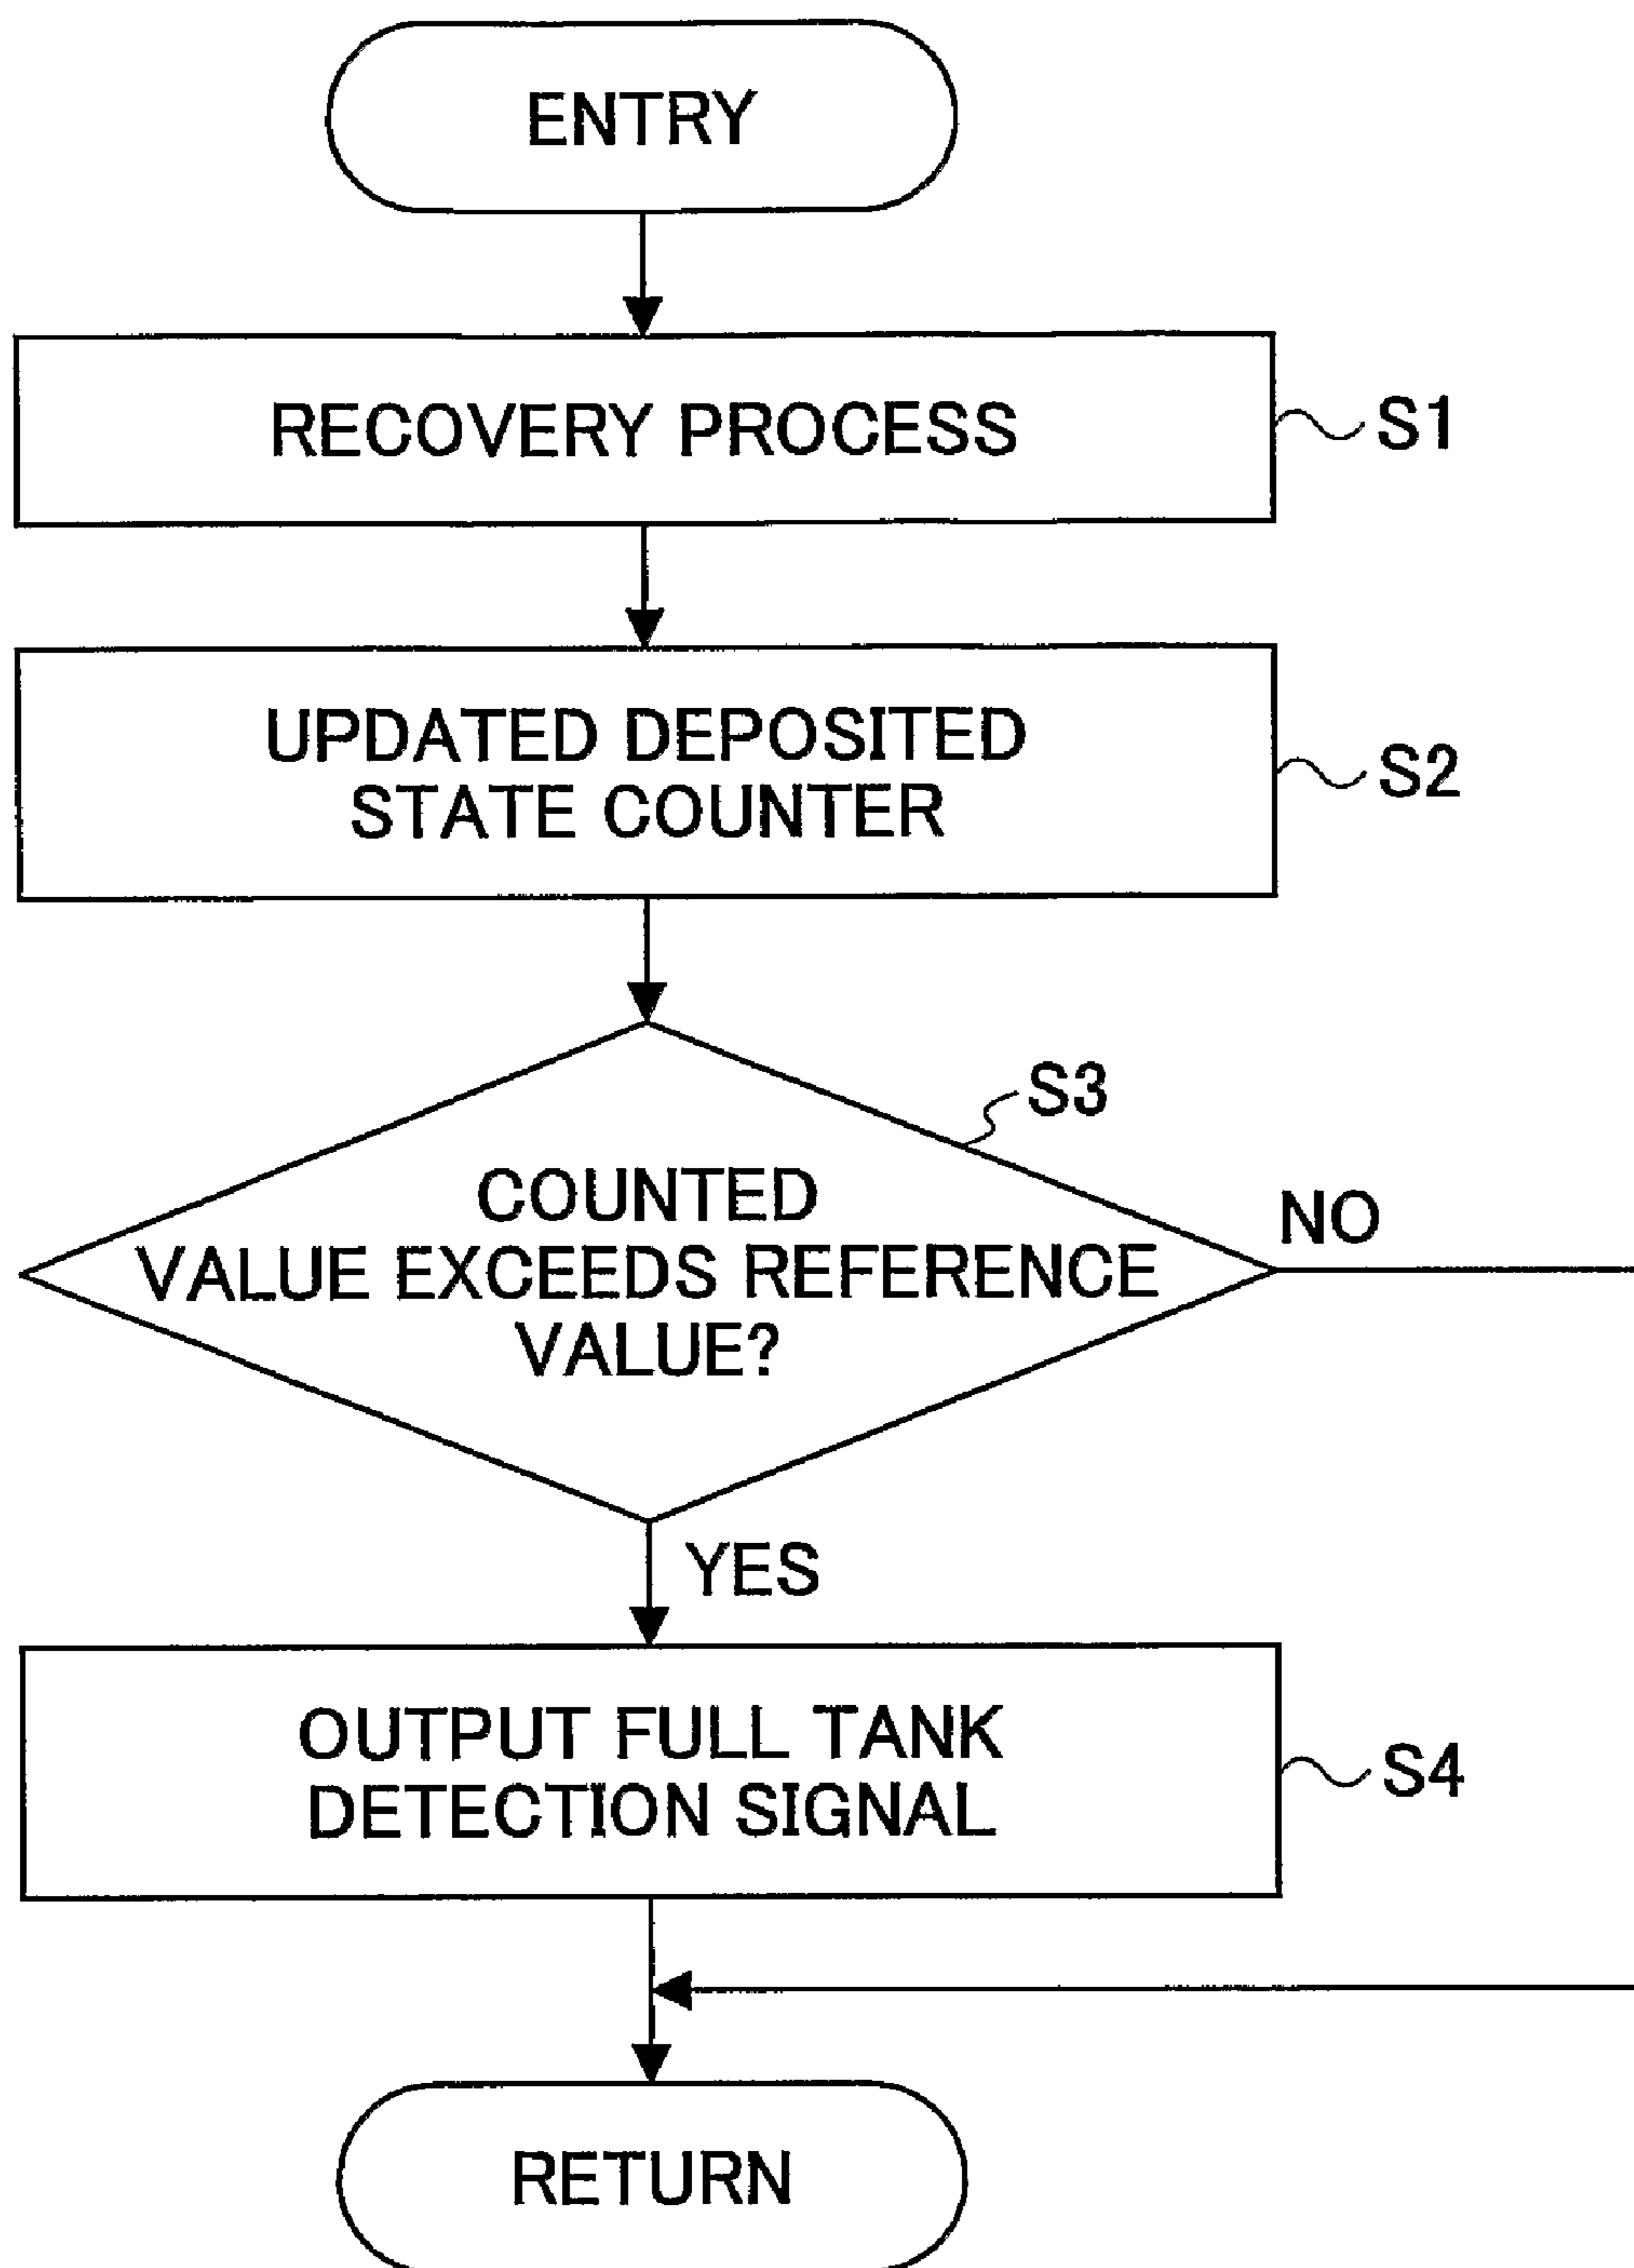 ENTRY
RECOVERY PROCESS
S1
UPDATED DEPOSITED
STATE COUNTER
S2
S3
COUNTED
VALUE EXCEEDS REFERENCE
VALUE?
NO
YES
OUTPUT FULL TANK
DETECTION SIGNAL
S4
RETURN